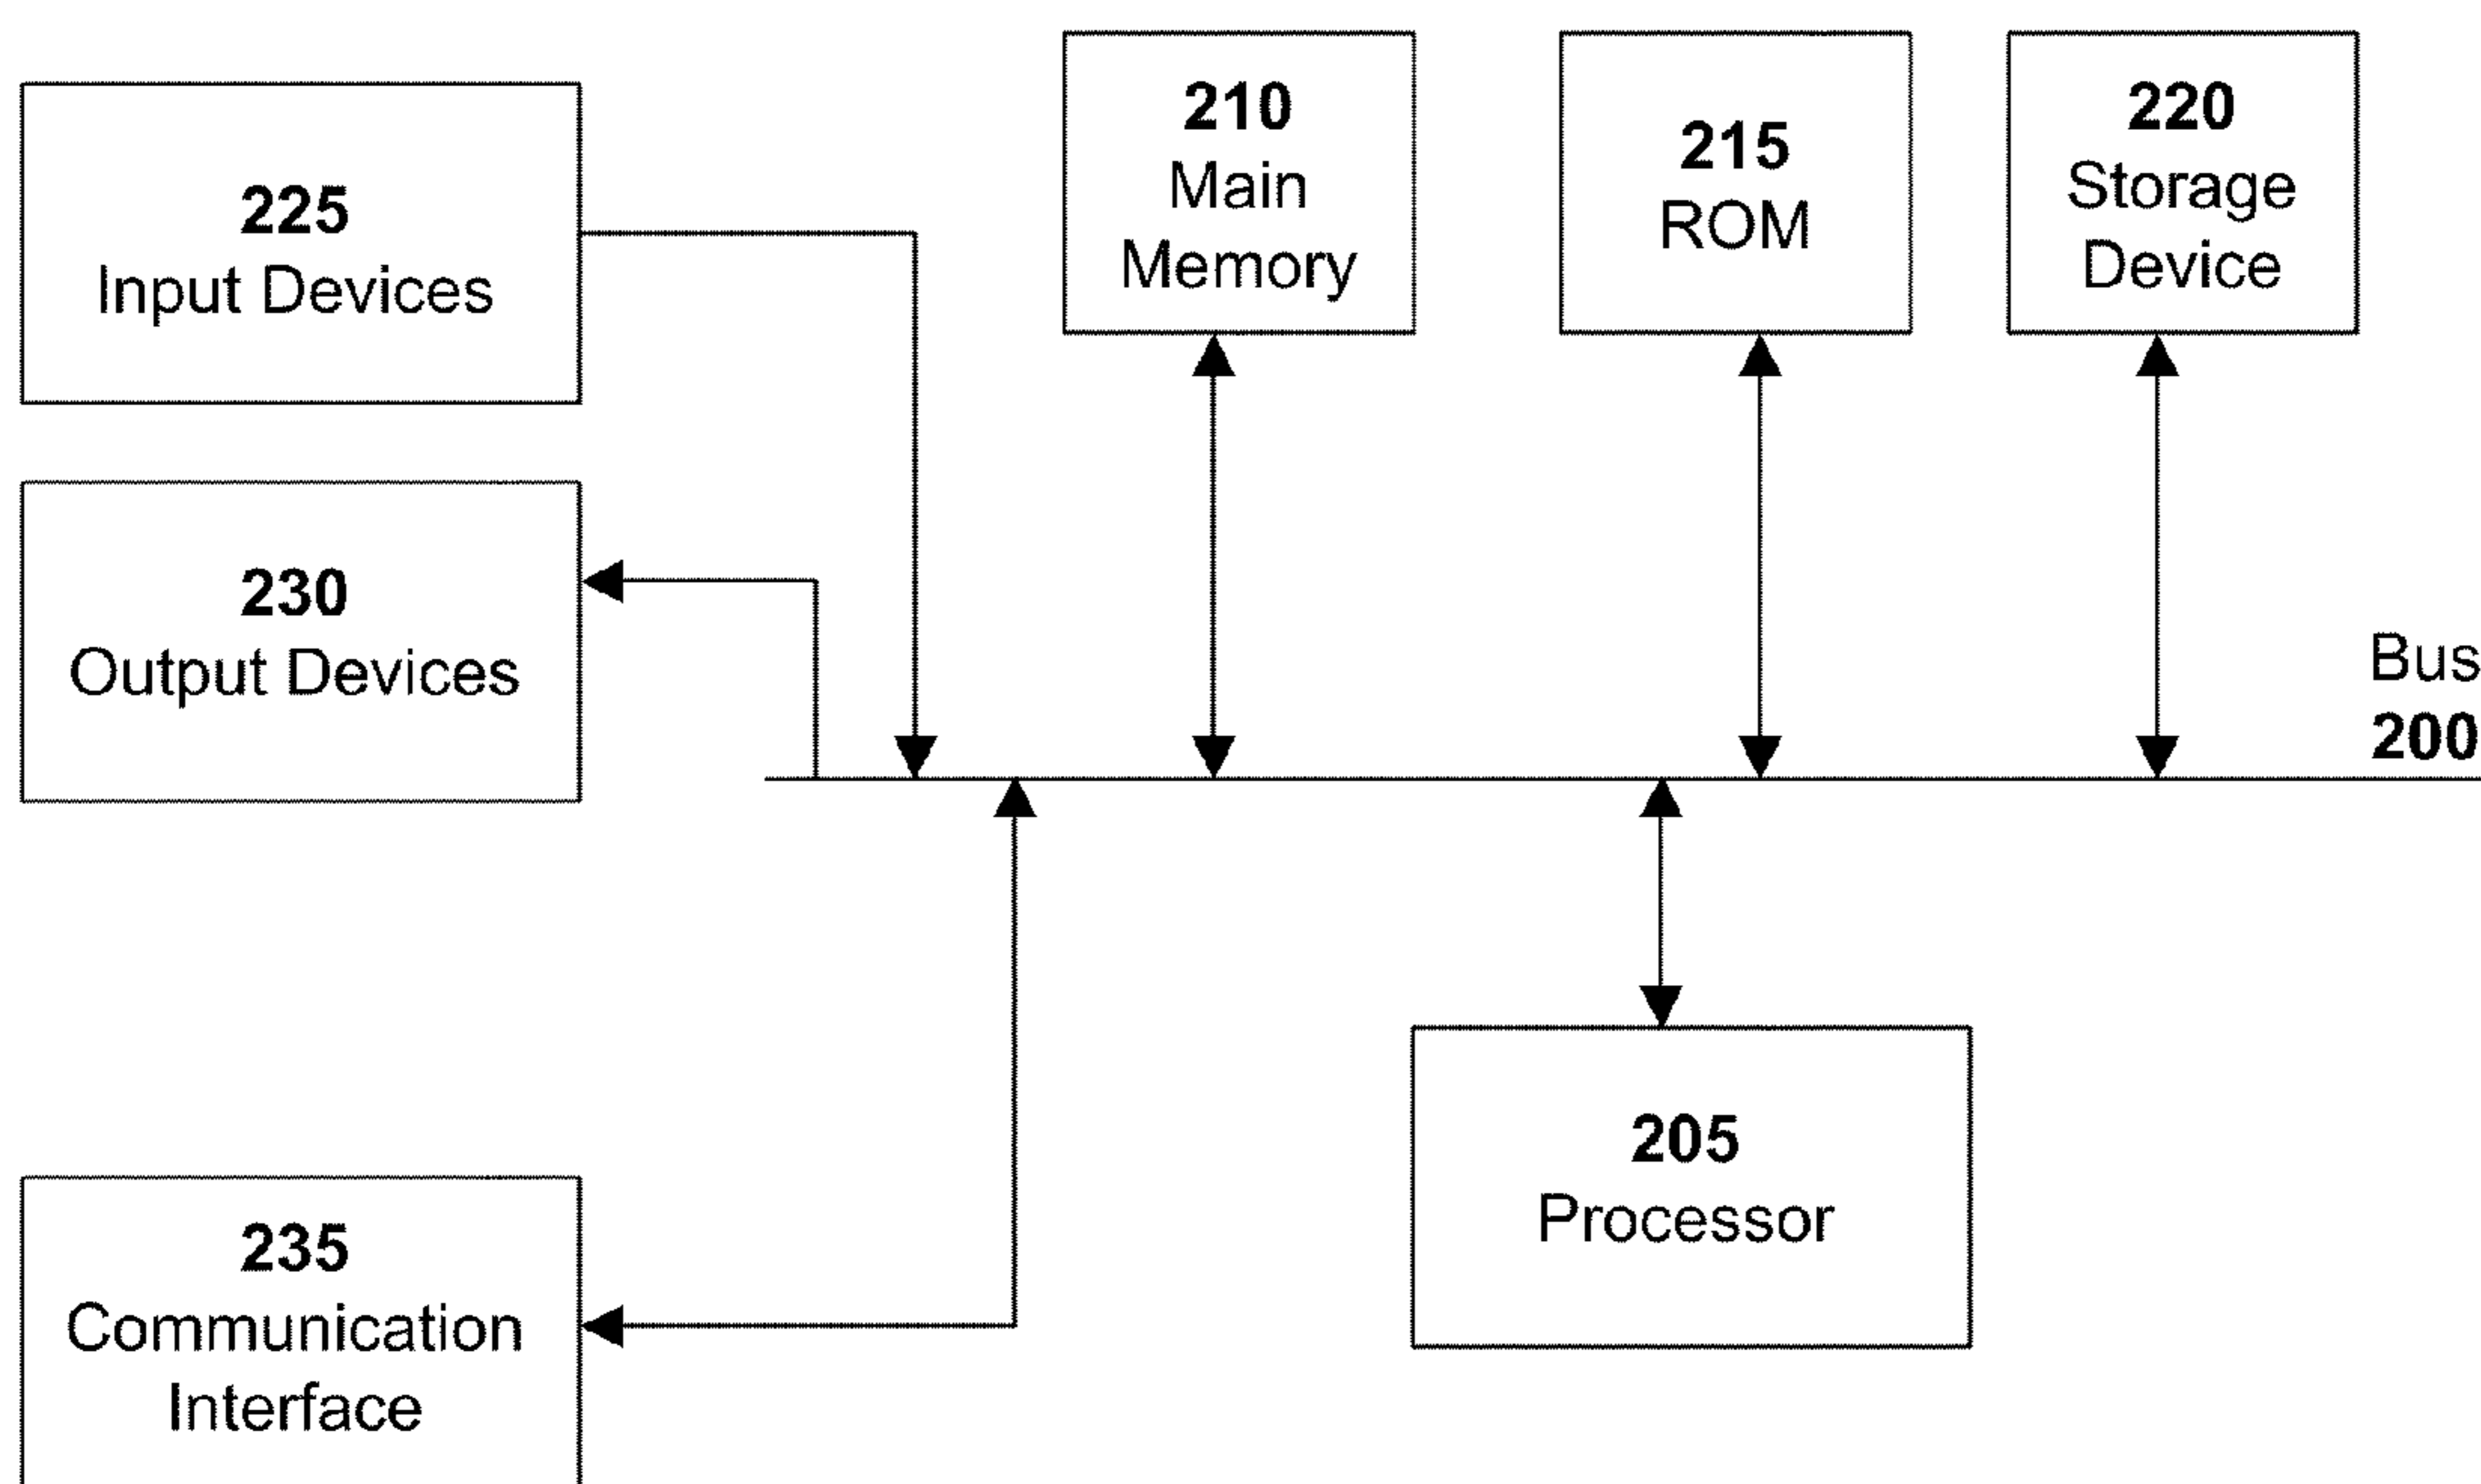 225
Input Devices
210
Main
Memory
215
ROM
220
Storage
Device
230
Output Devices
Bus
200
205
Processor
235
Communication
Interface